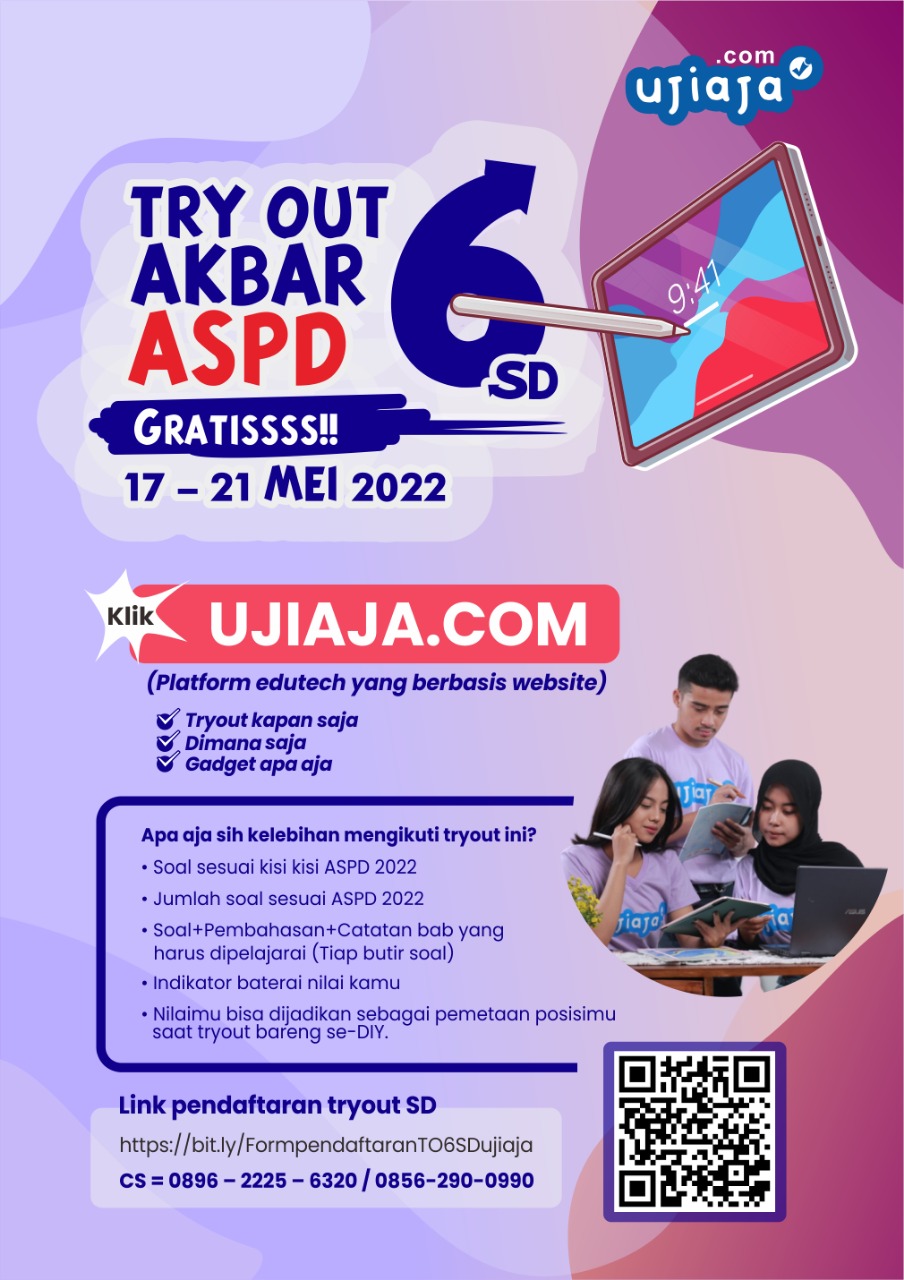 .com
ujiaja
TRY OUT
AKBAR
ASPD
6
SD
GRATISSSS!!
17 – 21 MEI 2022
9:41
Klik
UJIAJA.COM
(Platform edutech yang berbasis website)
Tryout kapan saja
Dimana saja
Gadget apa aja
Apa aja sih kelebihan mengikuti tryout ini?
• Soal sesuai kisi kisi ASPD 2022
• Jumlah soal sesuai ASPD 2022
• Soal+Pembahasan+Catatan bab yang
harus dipelajarai (Tiap butir soal)
• Indikator baterai nilai kamu
• Nilaimu bisa dijadikan sebagai pemetaan posisimu
saat tryout bareng se-DIY.
ujiaja
ASUS
Link pendaftaran tryout SD
https://bit.ly/FormpendaftaranTO6SDujiaja
CS = 0896 – 2225 – 6320 / 0856-290-0990